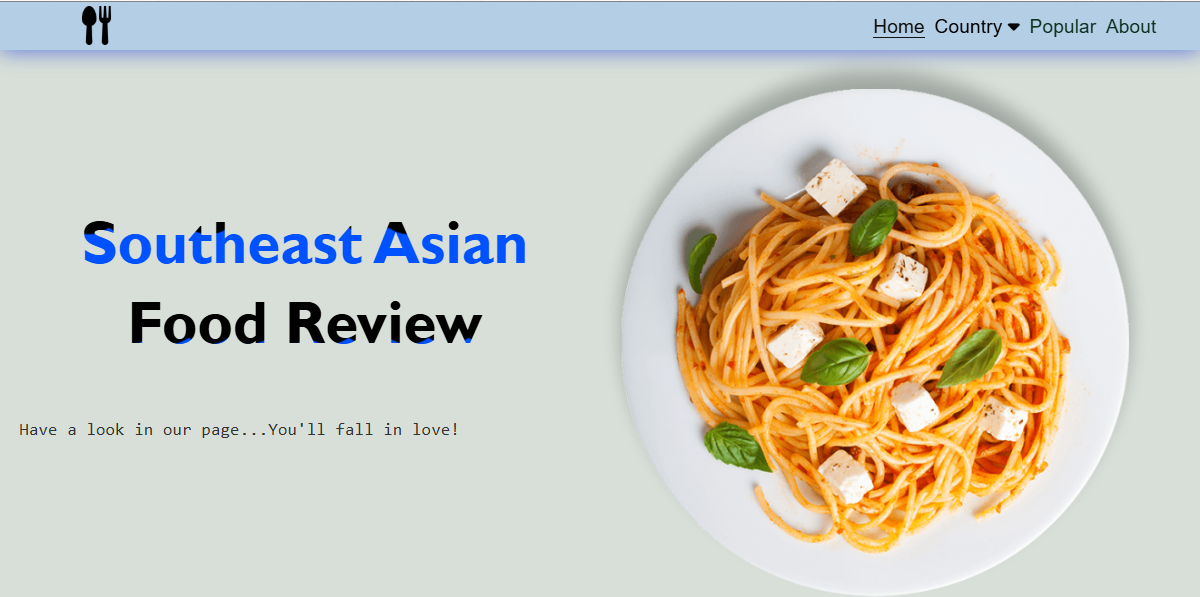 Home Country Popular About
Southeast Asian
Food Review
Have a look in our page...You'll fall in love!